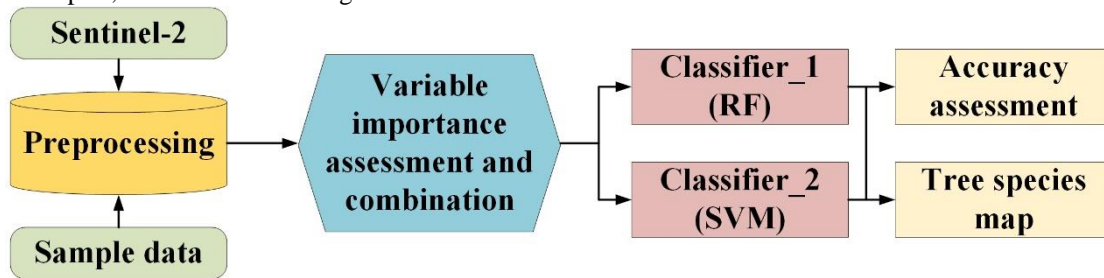 Sentinel-2
Preprocessing
Sample data
Variable
importance
assessment and
combination
Classifier_1
(RF)
Classifier_2
(SVM)
Accuracy
assessment
Tree species
map